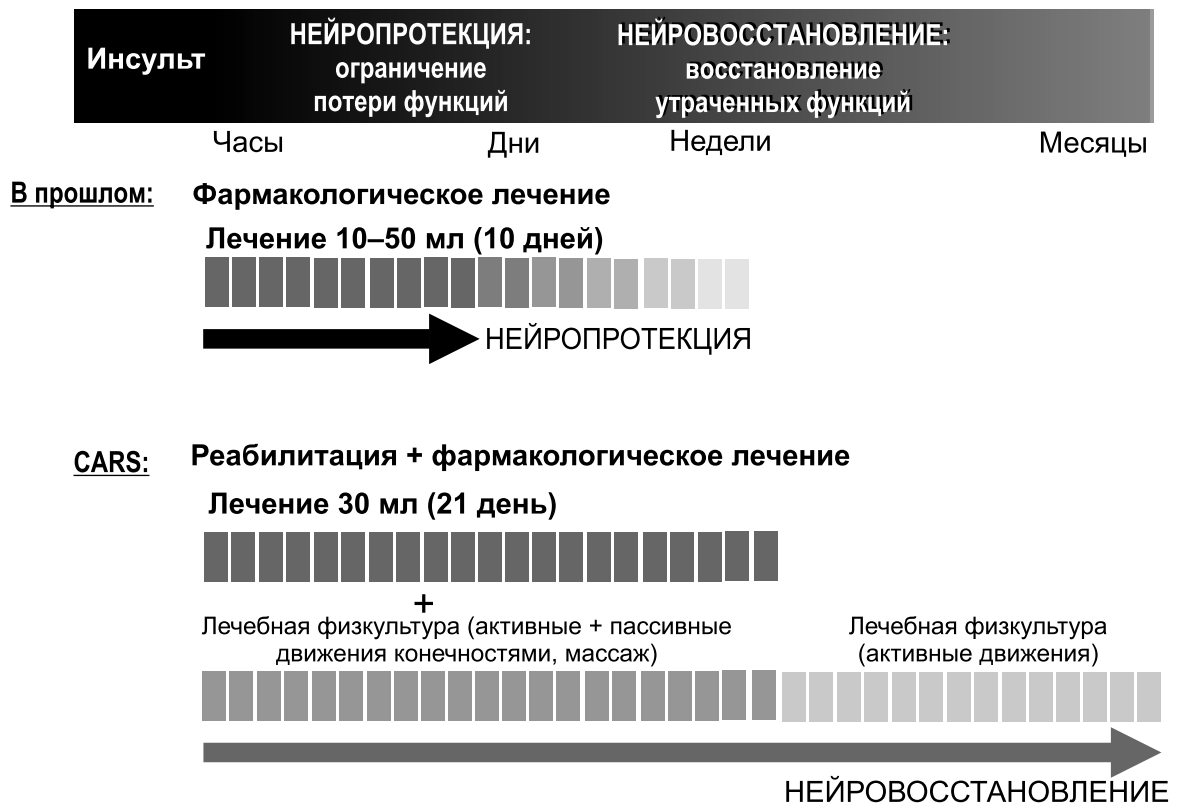 Инсульт
НЕЙРОПРОТЕКЦИЯ:
ограничение
потери функций
НЕЙРОВОССТАНОВЛЕНИЕ:
восстановление
утраченных функций
Часы
Дни
Недели
Месяцы
В прошлом:
Фармакологическое лечение
Лечение 10–50 мл (10 дней)
НЕЙРОПРОТЕКЦИЯ
CARS:
Реабилитация + фармакологическое лечение
Лечение 30 мл (21 день)
+
Лечебная физкультура (активные + пассивные
движения конечностями, массаж)
Лечебная физкультура
(активные движения)
НЕЙРОВОССТАНОВЛЕНИЕ